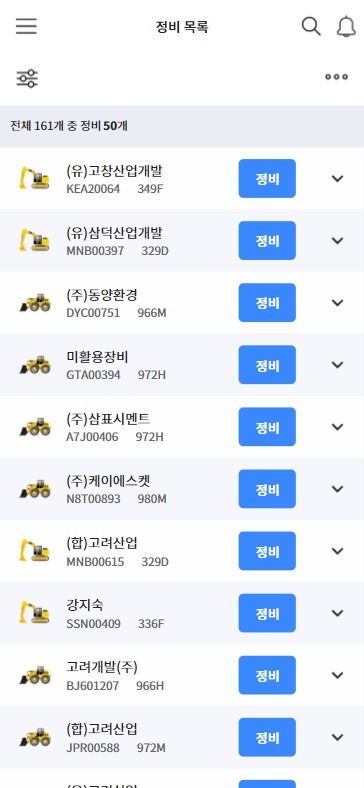 정비 목록
전체 161개 중 정비 50개
(유)고창산업개발
KEA20064 349F
정비
(유)삼덕산업개발
MNB00397 329D
정비
(주)동양환경
DYC00751 966M
정비
미활용장비
GTA00394 972H
정비
(주)삼표시멘트
A7J00406 972H
정비
(주)케이에스켓
N8T00893 980M
정비
(합)고려산업
MNB00615 329D
정비
강지숙
SSN00409 336F
정비
고려개발(주)
BJ601207 966H
정비
(합)고려산업
JPR00588 972M
정비